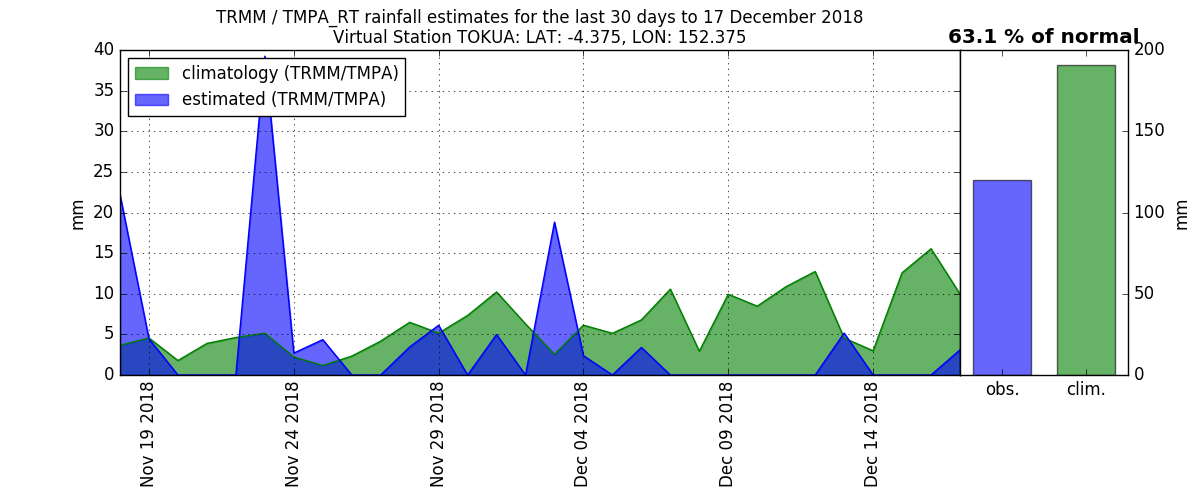 TRMM / TMPA_RT rainfall estimates for the last 30 days to 17 December 2018
Virtual Station TOKUA: LAT: -4.375, LON: 152.375
63.1 % of normal
climatology (TRMM/TMPA)
estimated (TRMM/TMPA)
mm
40
35
30
25
20
15
10
5
0
Nov 19 2018
Nov 24 2018
Nov 29 2018
Dec 04 2018
Dec 09 2018
Dec 14 2018
obs.
clim.
200
150
100
50
0
mm